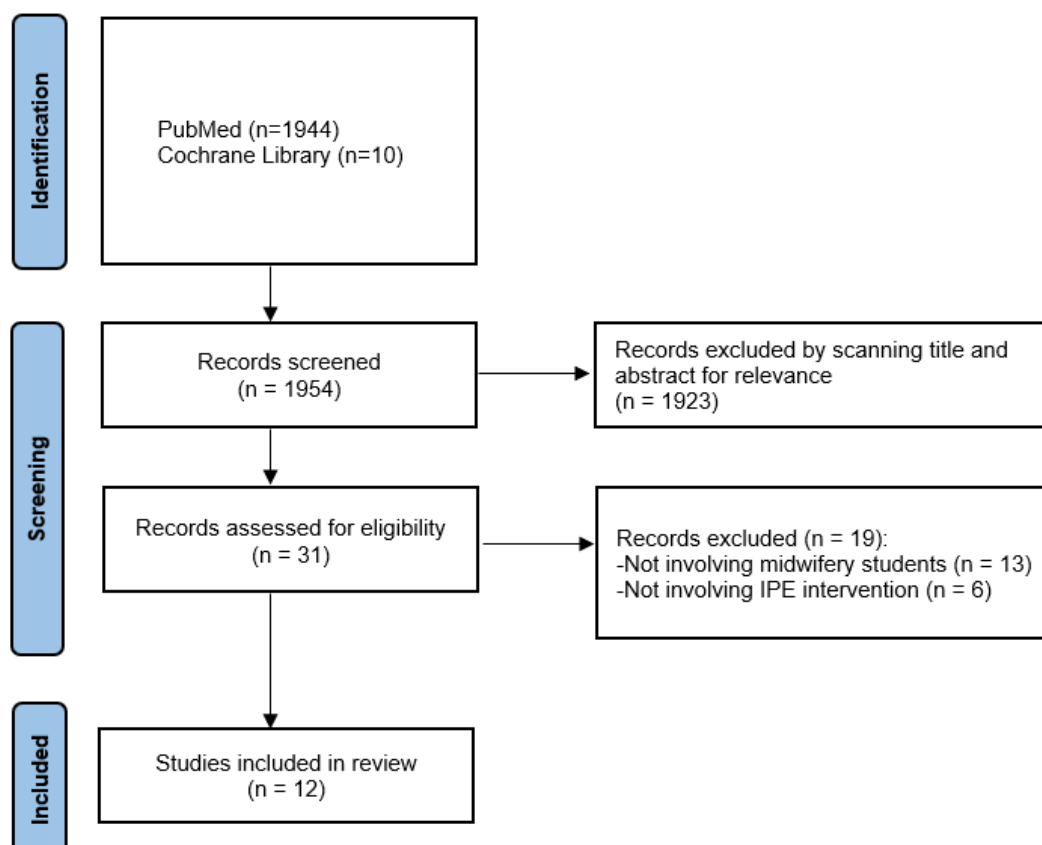 Identification
PubMed (n=1944)
Cochrane Library (n=10)
Screening
Records screened
(n = 1954)
Records excluded by scanning title and
abstract for relevance
(n = 1923)
Records assessed for eligibility
(n = 31)
Records excluded (n = 19):
-Not involving midwifery students (n = 13)
-Not involving IPE intervention (n = 6)
Included
Studies included in review
(n = 12)